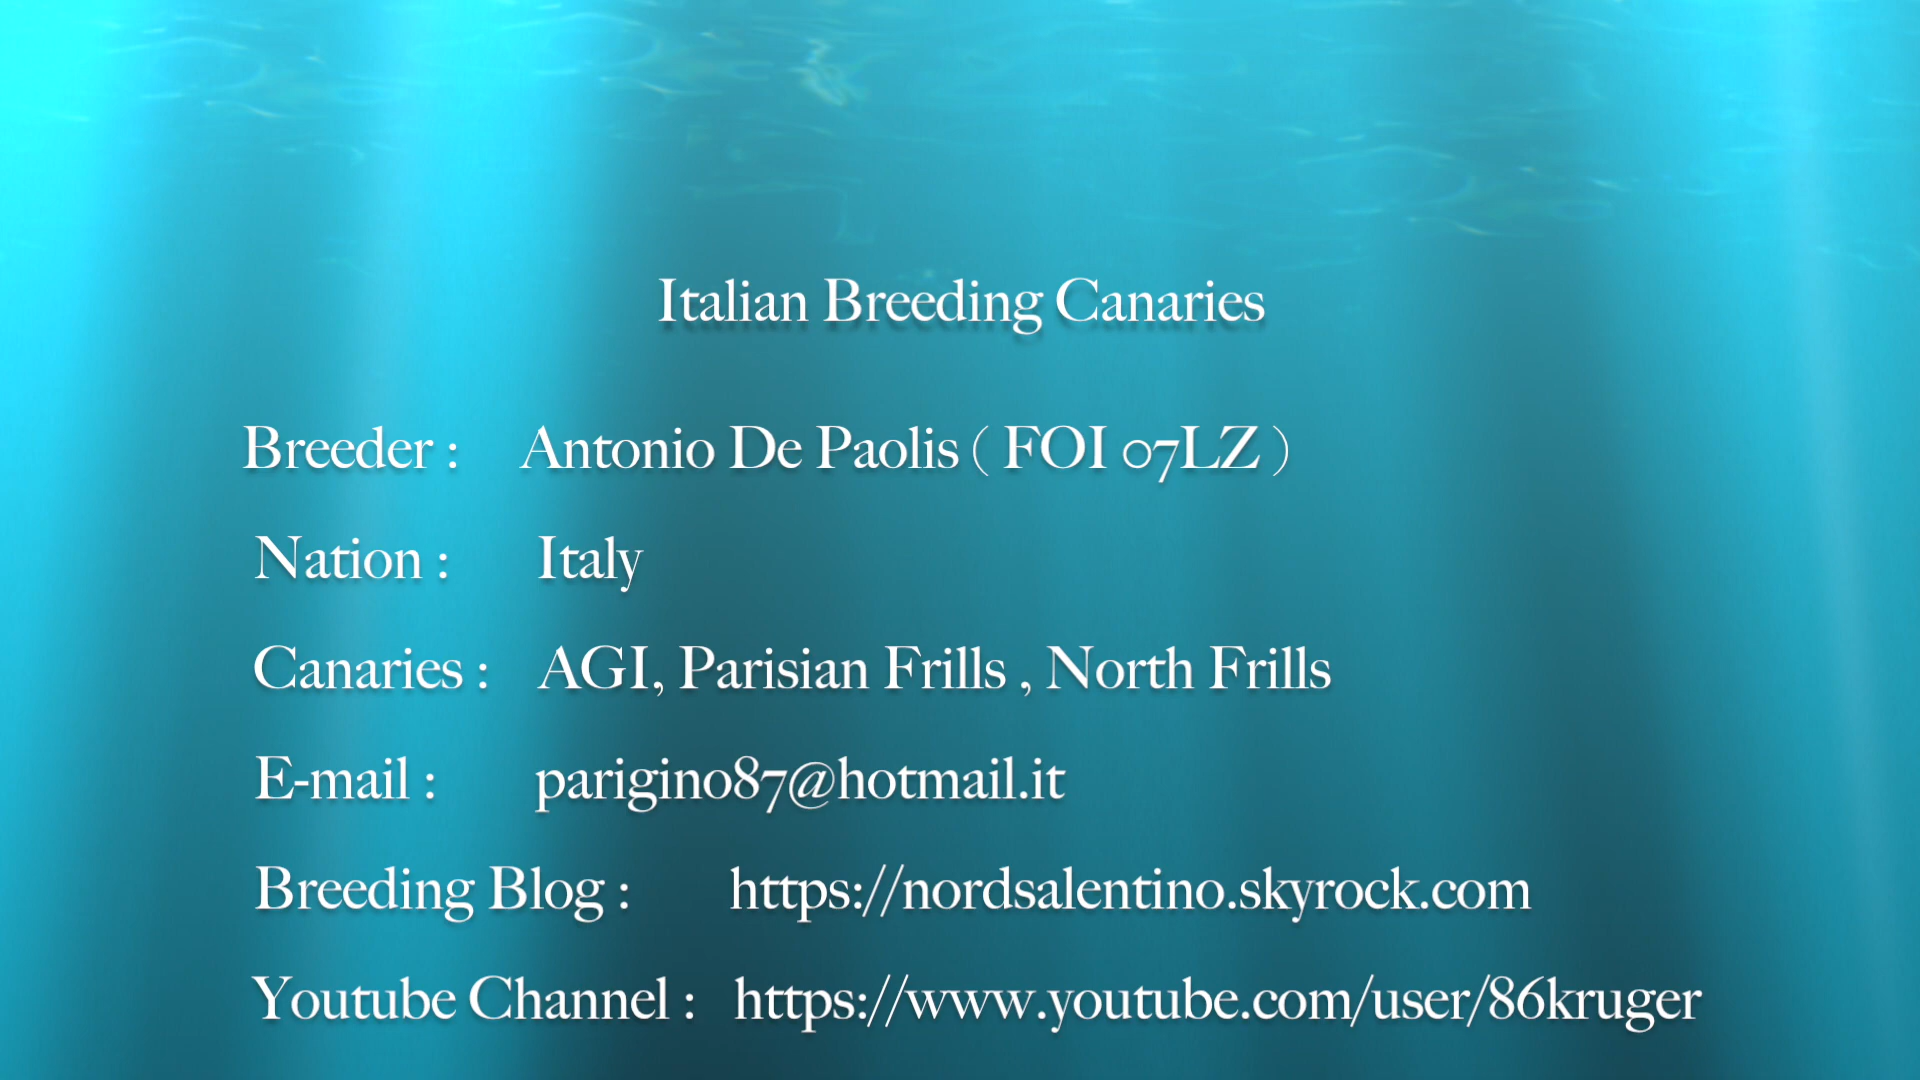 Italian Breeding Canaries
Breeder : Antonio De Paolis ( FOI 07LZ )
Nation : Italy
Canaries : AGI, Parisian Frills , North Frills
E-mail : parigino87@hotmail.it
Breeding Blog : https://nordsalentino.skyrock.com
Youtube Channel : https://www.youtube.com/user/86kruger